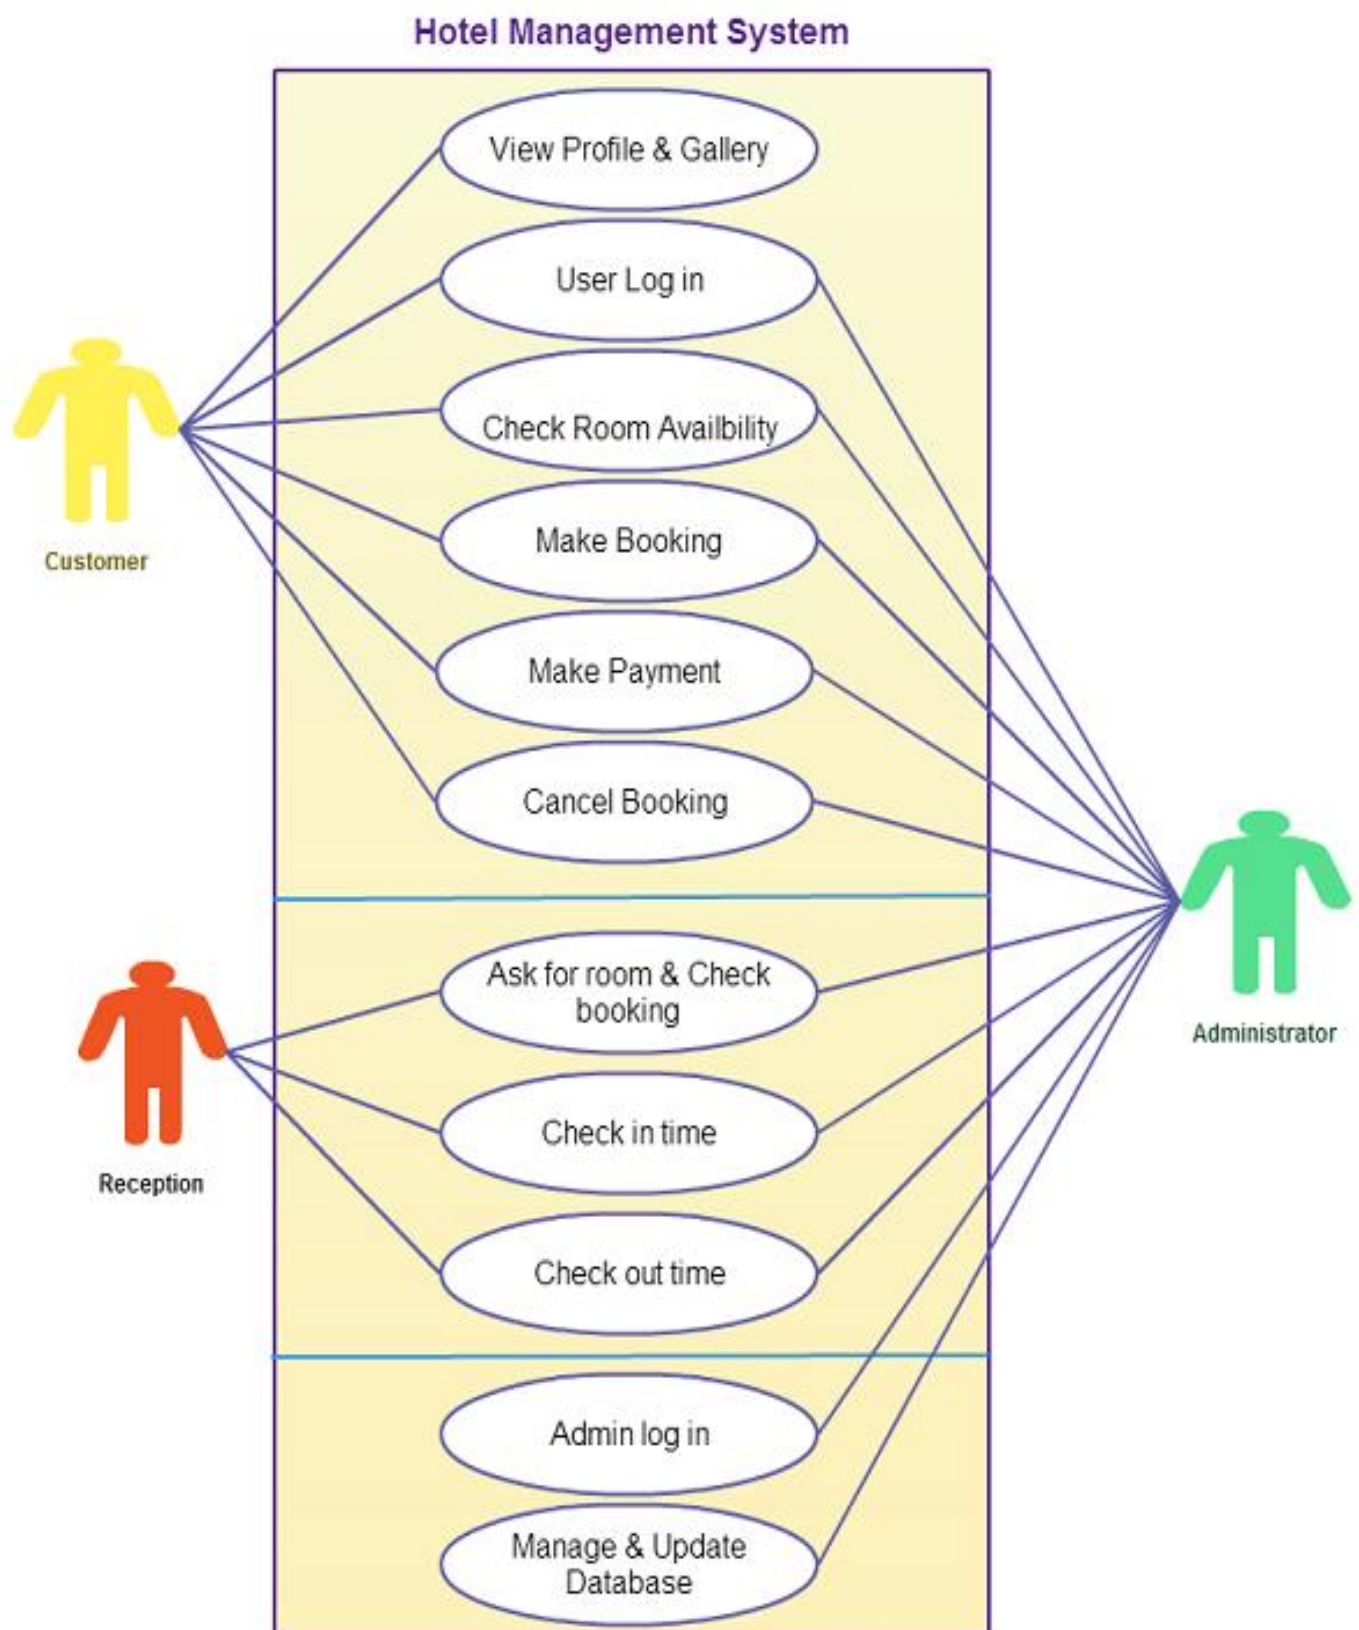 Hotel Management System
View Profile & Gallery
User Log in
Check Room Availbility
Customer
Make Booking
Make Payment
Cancel Booking
Ask for room & Check
booking
Administrator
Check in time
Reception
Check out time
Admin log in
Manage & Update
Database